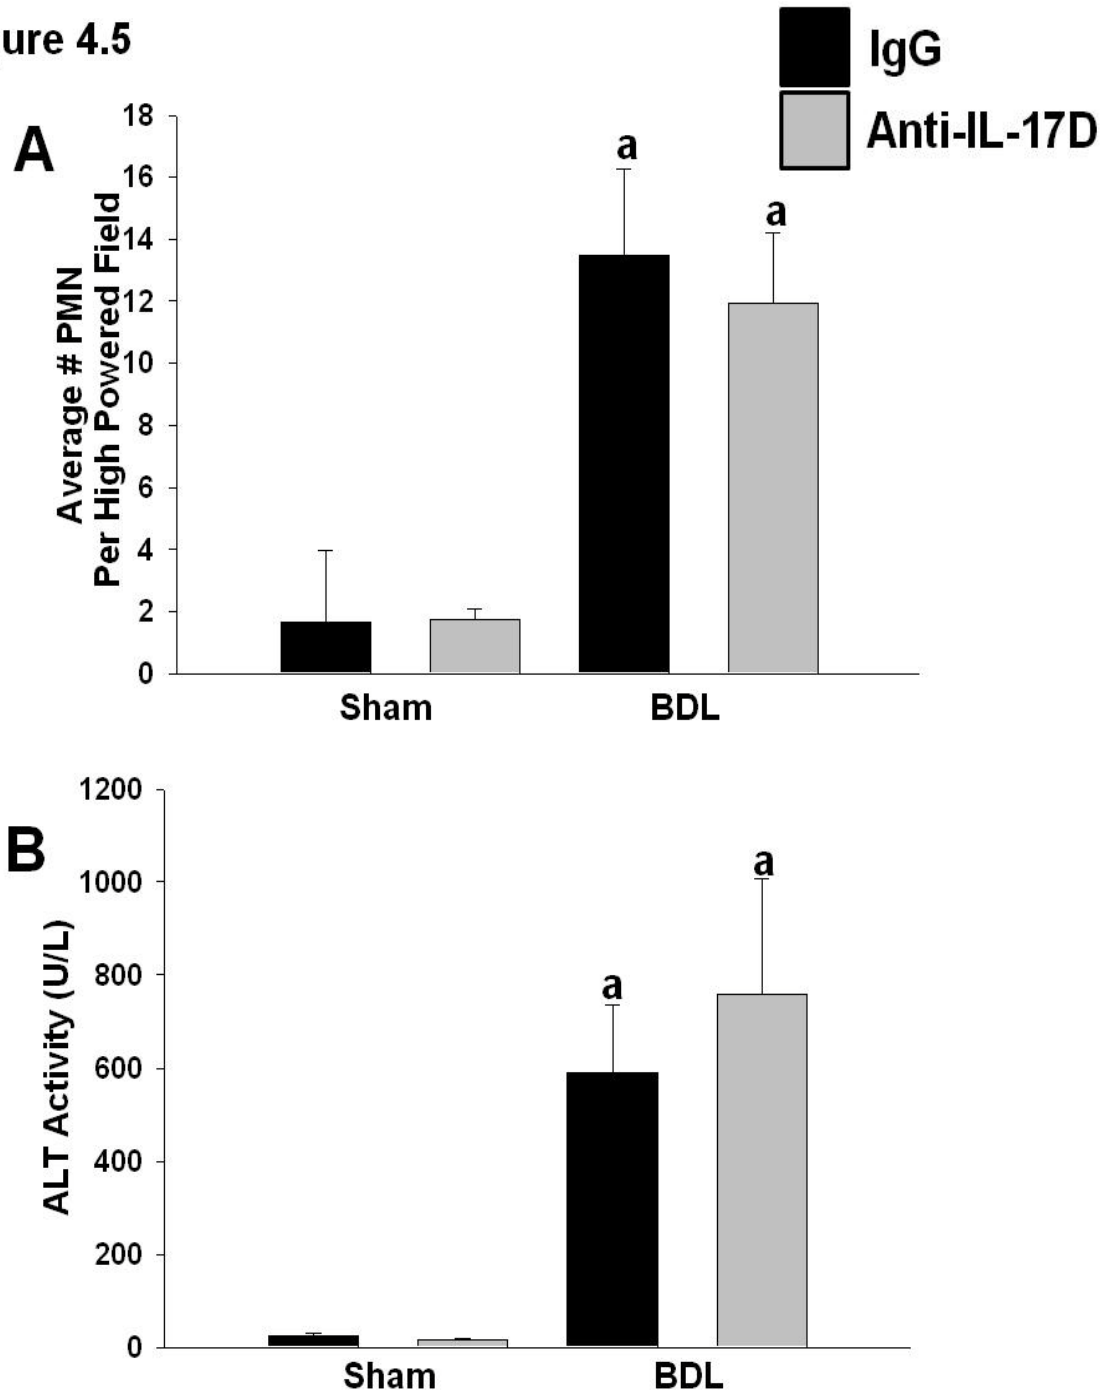 ure 4.5
IgG
Anti-IL-17D
A
Average # PMN
Per High Powered Field
18
16
14
12
10
8
6
4
2
0
a
a
Sham
BDL
B
ALT Activity (U/L)
1200
1000
800
600
400
200
0
a
a
Sham
BDL